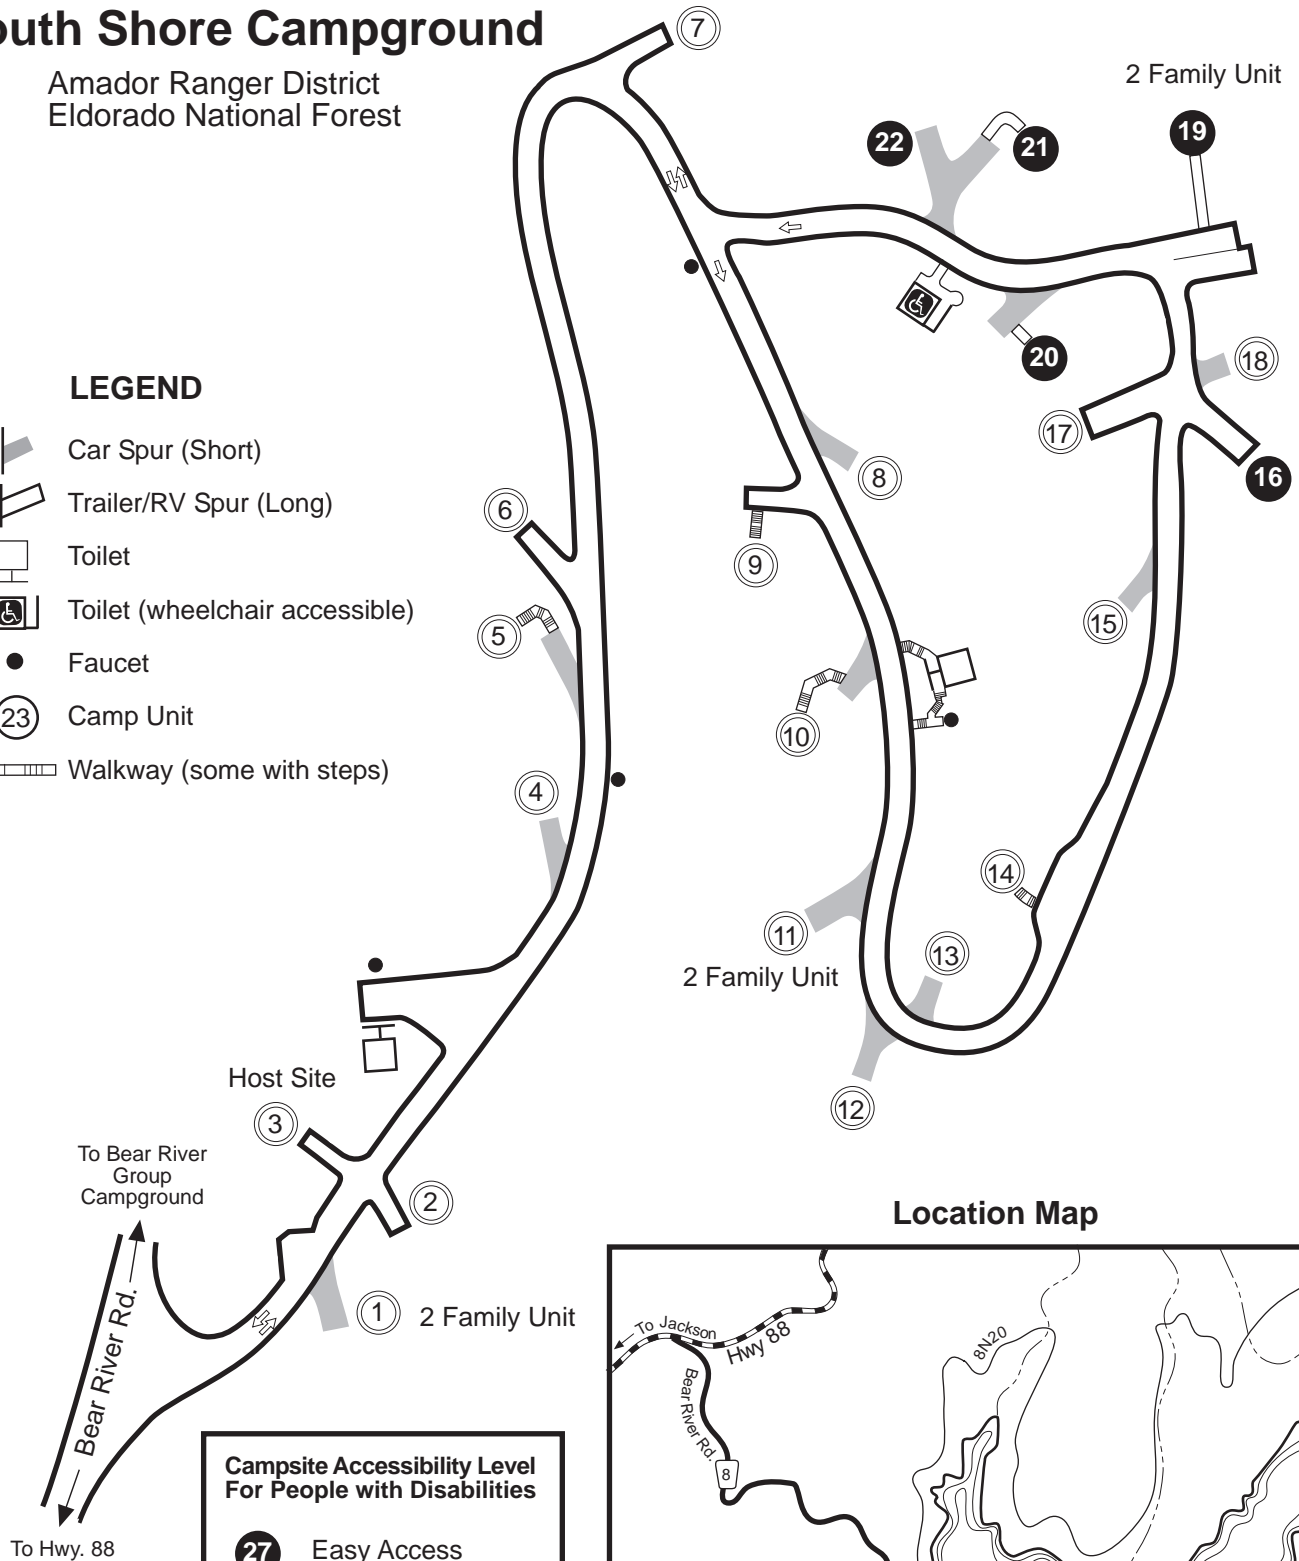 outh Shore Campground
Amador Ranger District
Eldorado National Forest
7
2 Family Unit
22
21
19
20
18
17
16
LEGEND
Car Spur (Short)
Trailer/RV Spur (Long)
Toilet
Toilet (wheelchair accessible)
Faucet
23 Camp Unit
Walkway (some with steps)
8
6
9
5
15
10
4
14
11
2 Family Unit
13
12
Host Site
3
2
To Bear River
Group
Campground
Bear River Rd.
1
2 Family Unit
To Hwy. 88
Campsite Accessibility Level
For People with Disabilities
27 Easy Access
Location Map
To Jackson
Hwy 88
Bear River Rd.
8
8N20